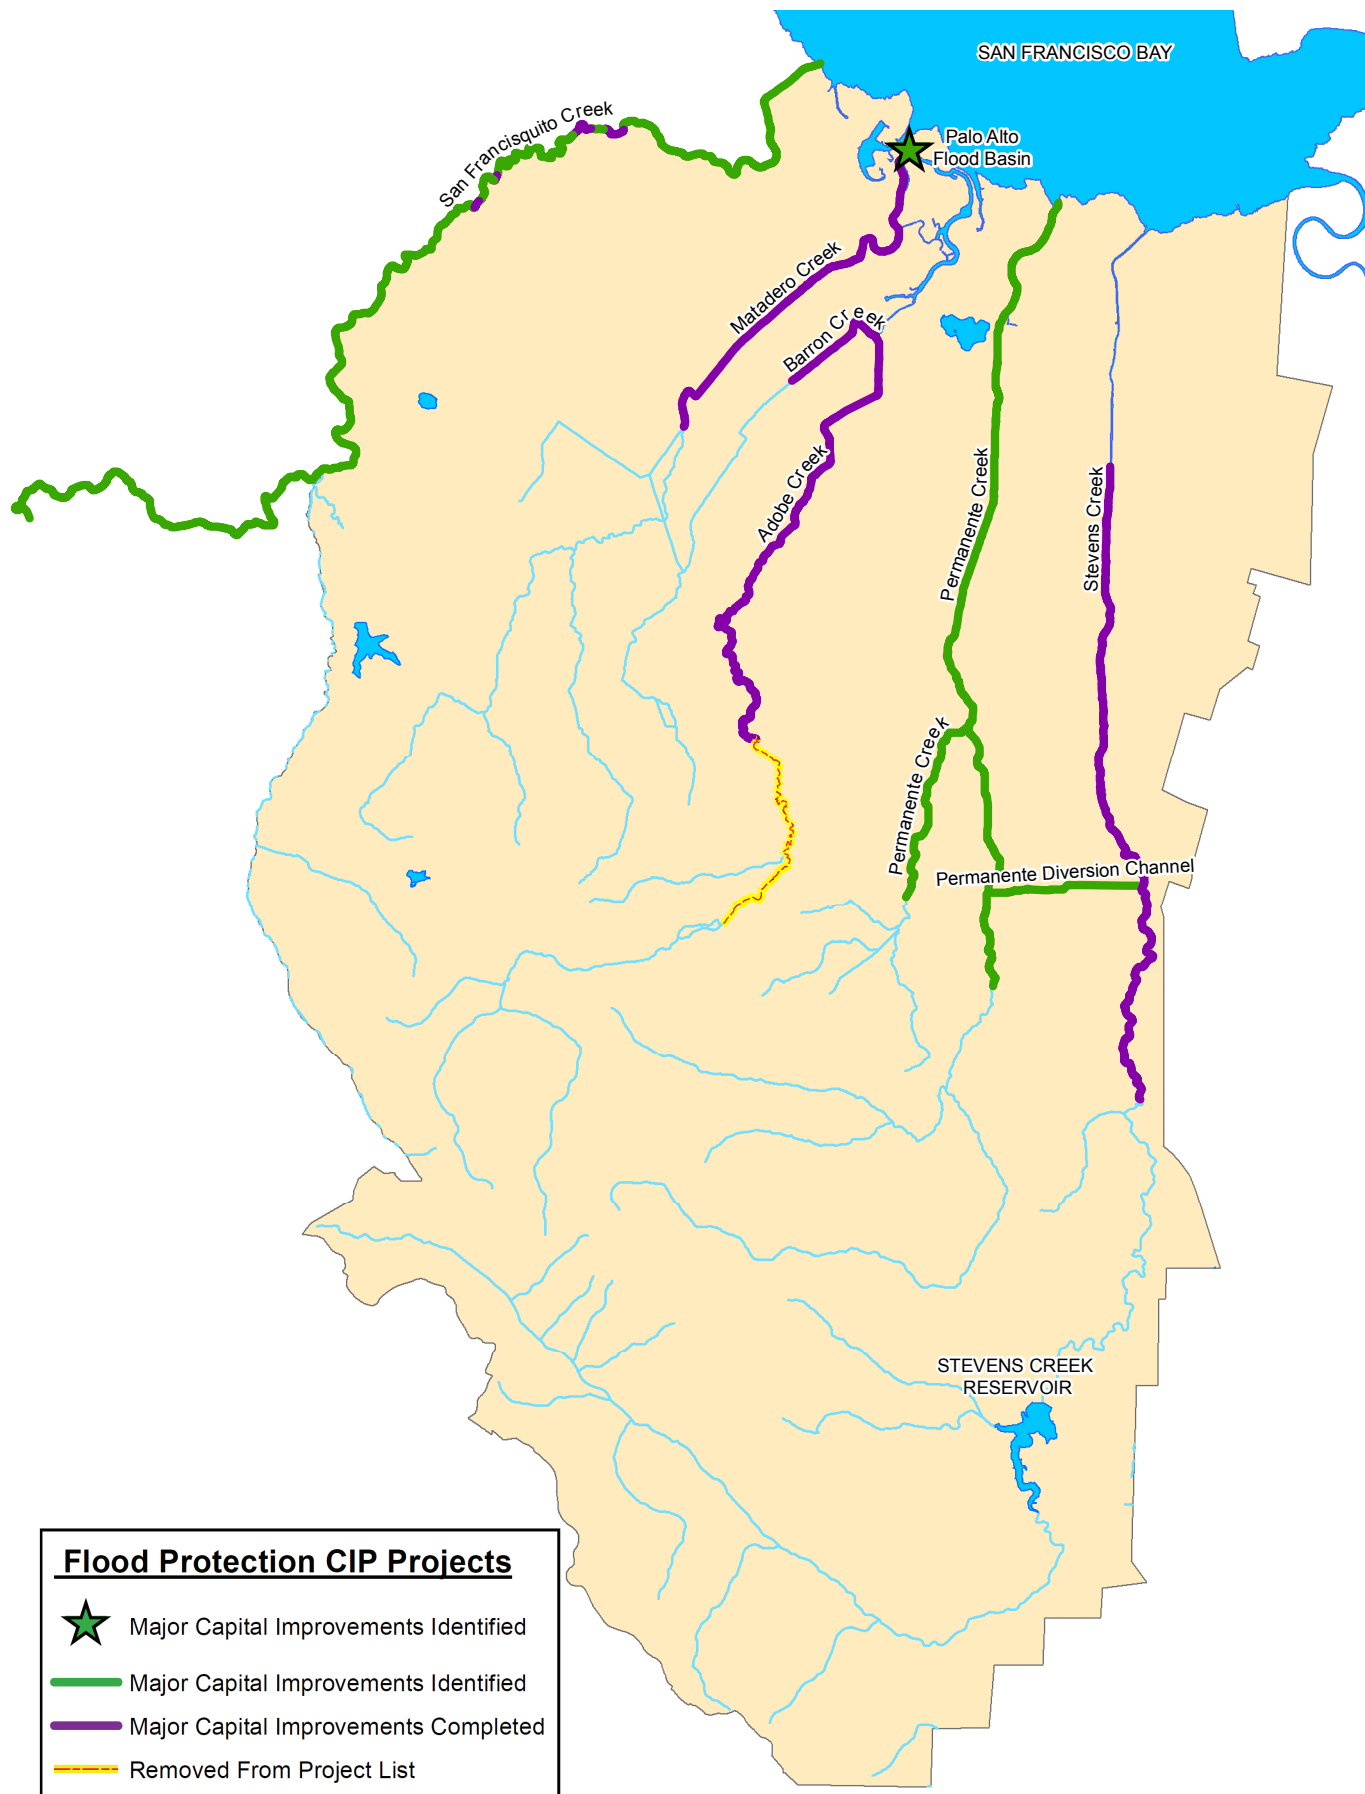 SAN FRANCISCO BAY
San Francisquito Creek
Palo Alto
Flood Basin
Matadero Creek
Barron Creek
Adobe Creek
Permanente Creek
Stevens Creek
Permanente Creek
Permanente Diversion Channel
STEVENS CREEK
RESERVOIR
Flood Protection CIP Projects
Major Capital Improvements Identified
Major Capital Improvements Identified
Major Capital Improvements Completed
Removed From Project List